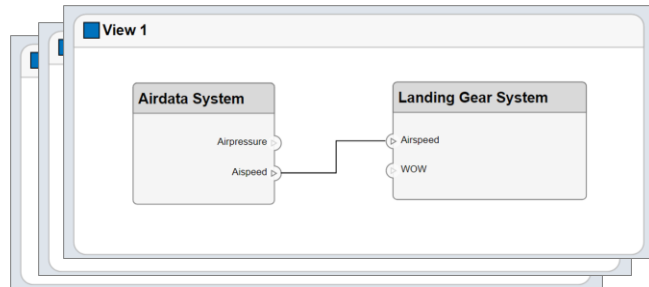 View 1
Airdata System
Landing Gear System
Airpressure
Airspeed
Aispeed
WOW